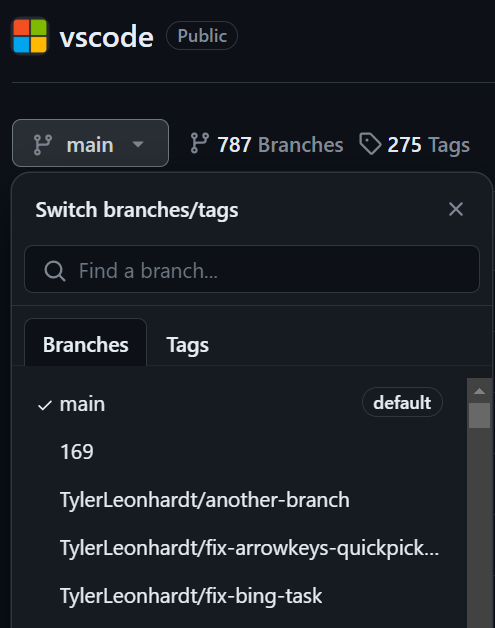 vscode Public
main 787 Branches 275 Tags
Switch branches/tags
Find a branch...
Branches Tags
main default
169
TylerLeonhardt/another-branch
TylerLeonhardt/fix-arrowkeys-quickpick...
TylerLeonhardt/fix-bing-task